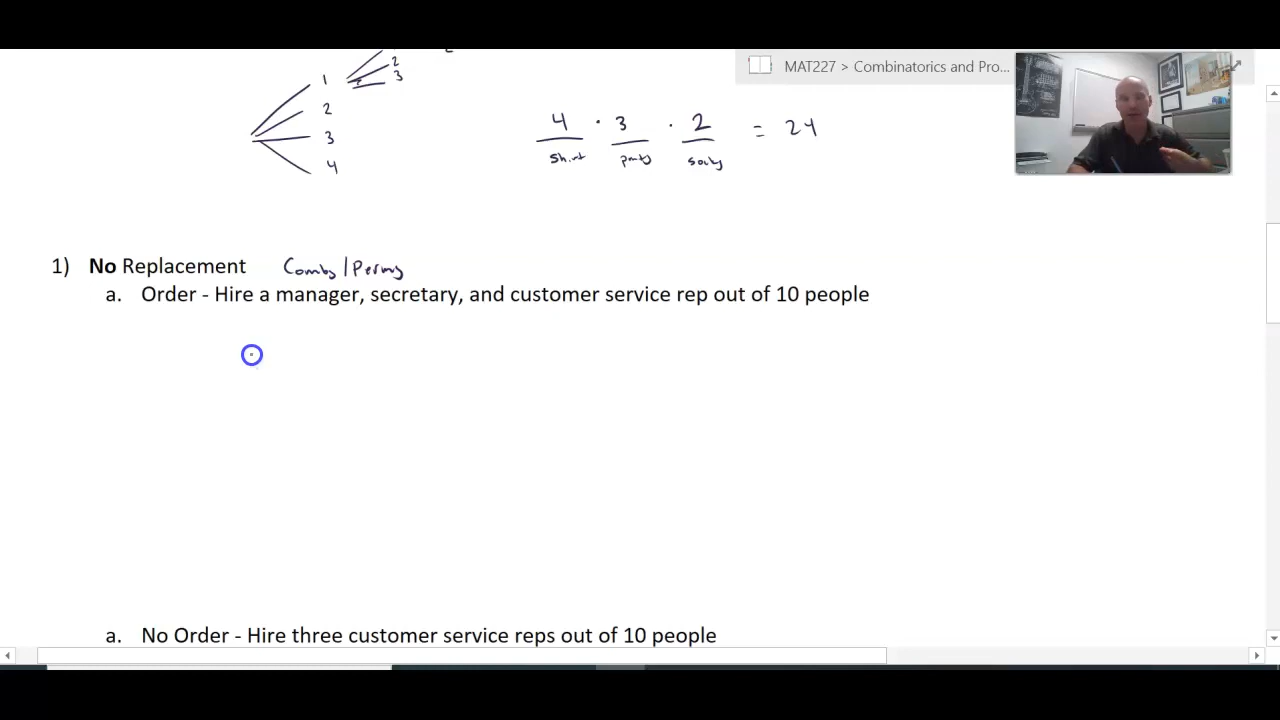 MAT227 > Combinatorics and Pro...
2
1 3
2
3
4
4 · 3 · 2 = 24
shirt pants socks
1) No Replacement Combs/Perms
a. Order - Hire a manager, secretary, and customer service rep out of 10 people
a. No Order - Hire three customer service reps out of 10 people